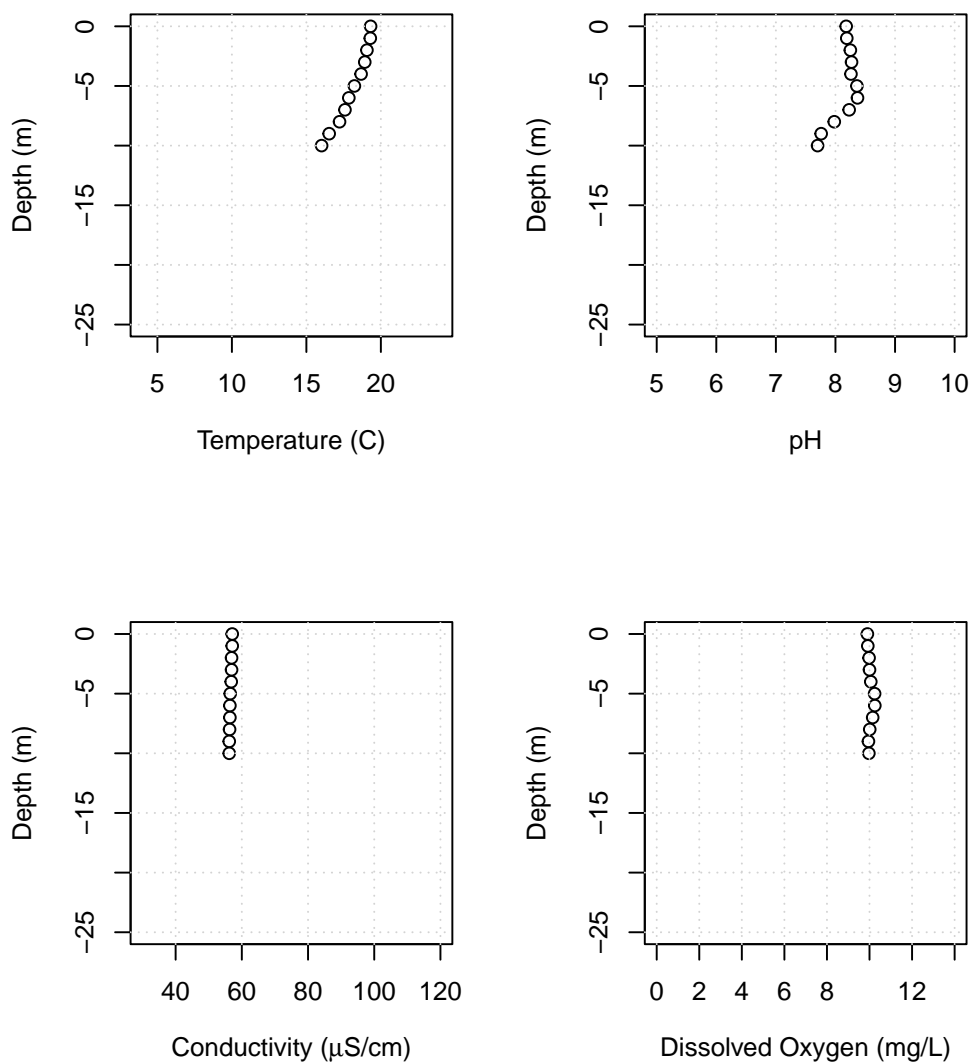 0
−5
−15
−25
Depth (m)
5 10 15 20
Temperature (C)
0
−5
−15
−25
Depth (m)
5 6 7 8 9 10
pH
0
−5
−15
−25
Depth (m)
40 60 80 100 120
Conductivity (μS/cm)
0
−5
−15
−25
Depth (m)
0 2 4 6 8 12
Dissolved Oxygen (mg/L)